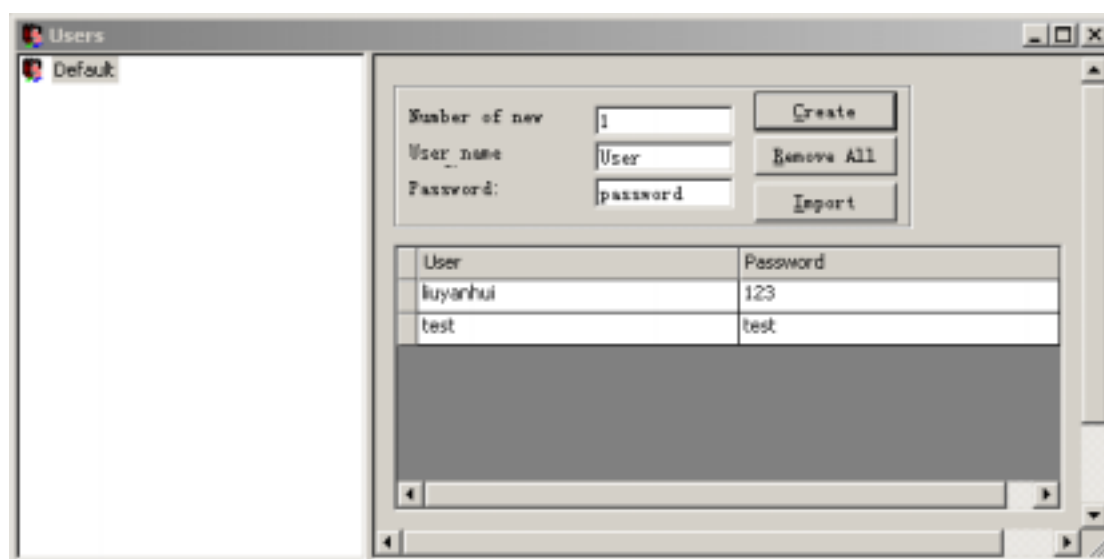 Users
Default
Number of new
1
Create
User name
User
Remove All
Password:
password
Import
User Password
liuyanhui 123
test test